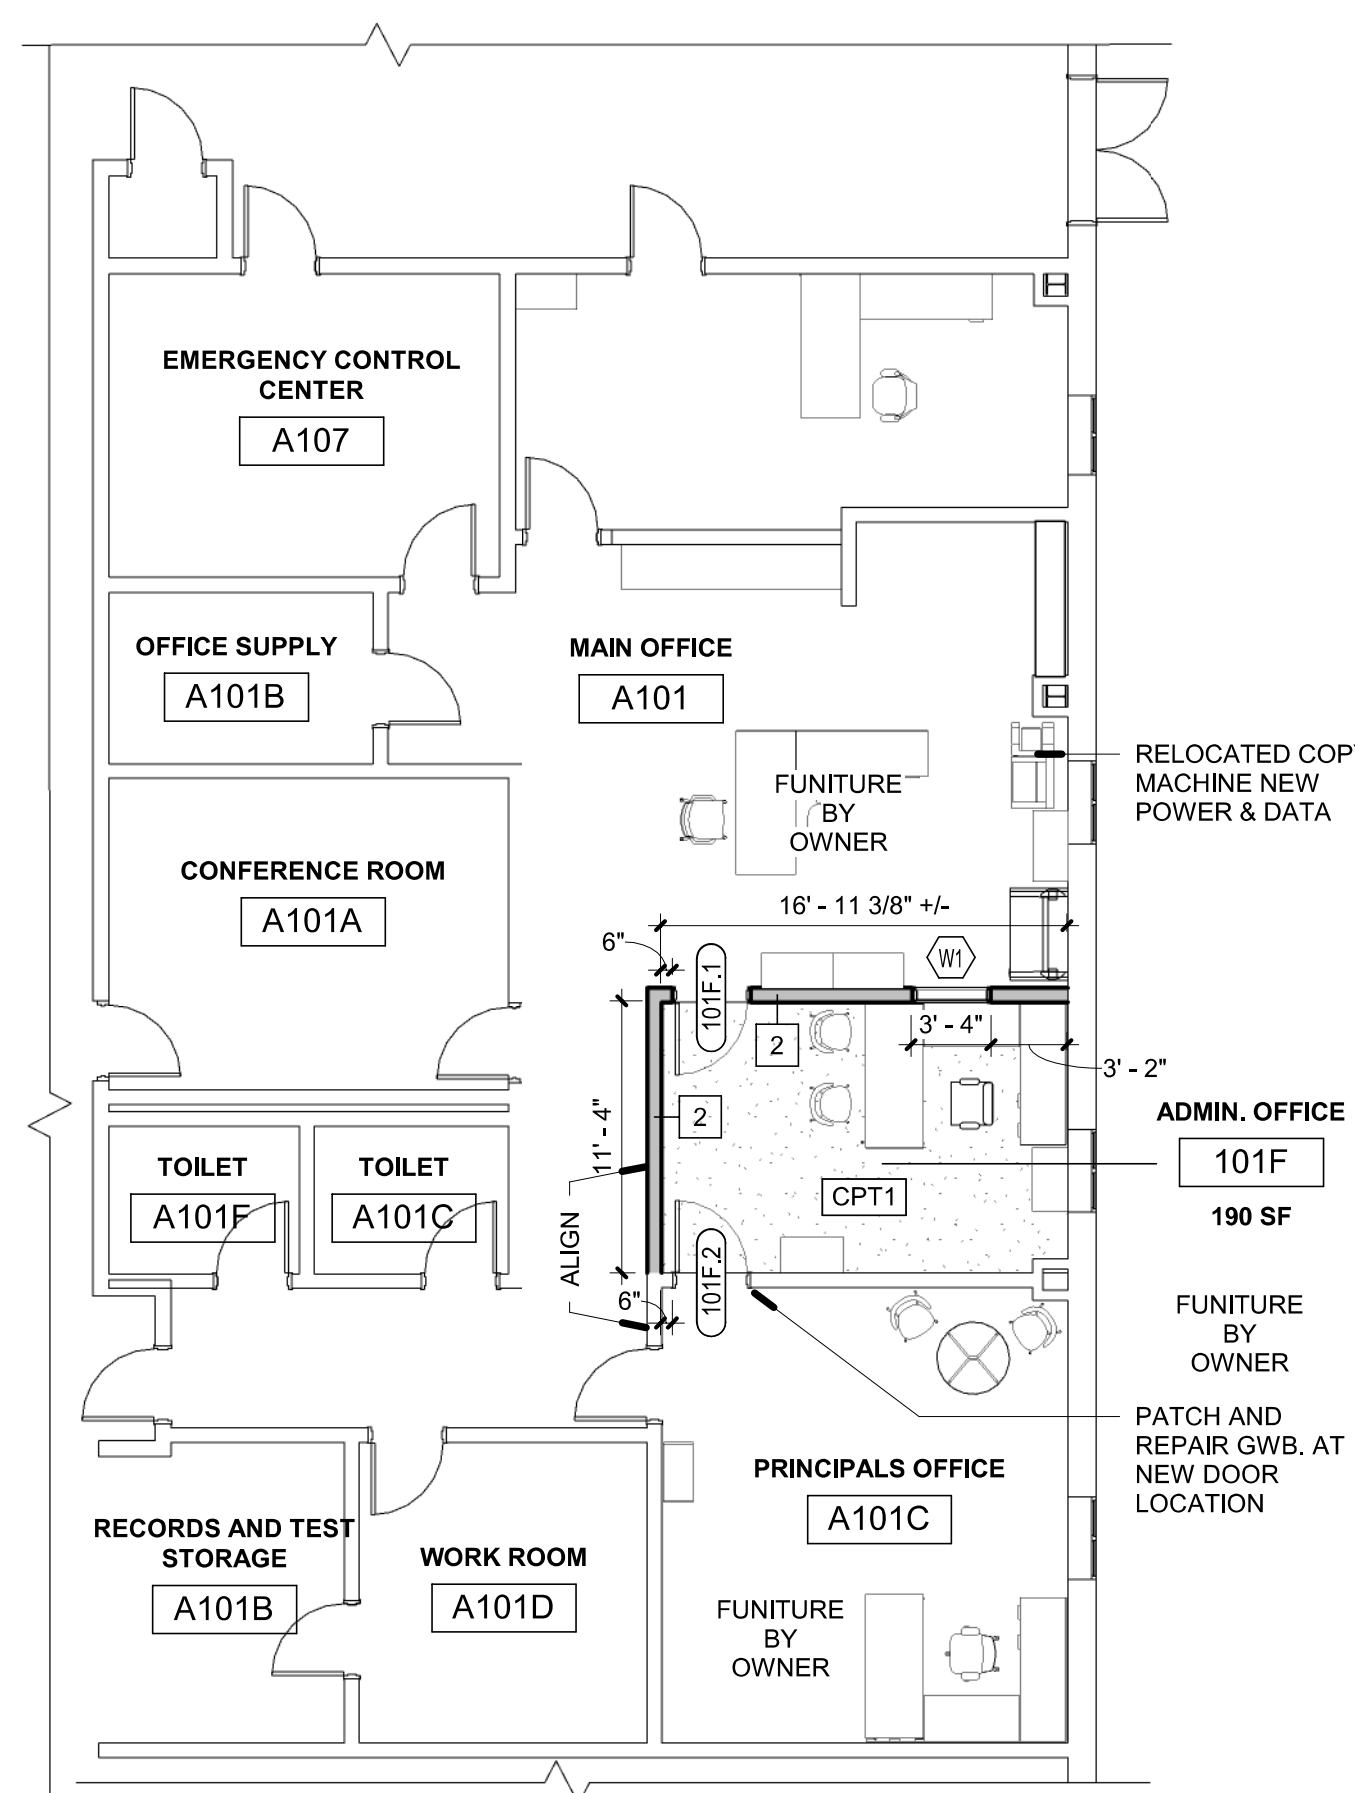 EMERGENCY CONTROL
CENTER
A107
OFFICE SUPPLY
A101B
MAIN OFFICE
A101
RELOCATED COP
MACHINE NEW
POWER & DATA
FUNITURE
BY
OWNER
CONFERENCE ROOM
A101A
16' - 11 3/8" +/-
6"
101F.1
W1
2
3' - 4"
3' - 2"
11' - 4"
2
ADMIN. OFFICE
101F
190 SF
CPT1
TOILET
A101F
TOILET
A101C
ALIGN
6"
101F.2
FUNITURE
BY
OWNER
PATCH AND
REPAIR GWB. AT
NEW DOOR
LOCATION
PRINCIPALS OFFICE
A101C
RECORDS AND TEST
STORAGE
A101B
WORK ROOM
A101D
FUNITURE
BY
OWNER